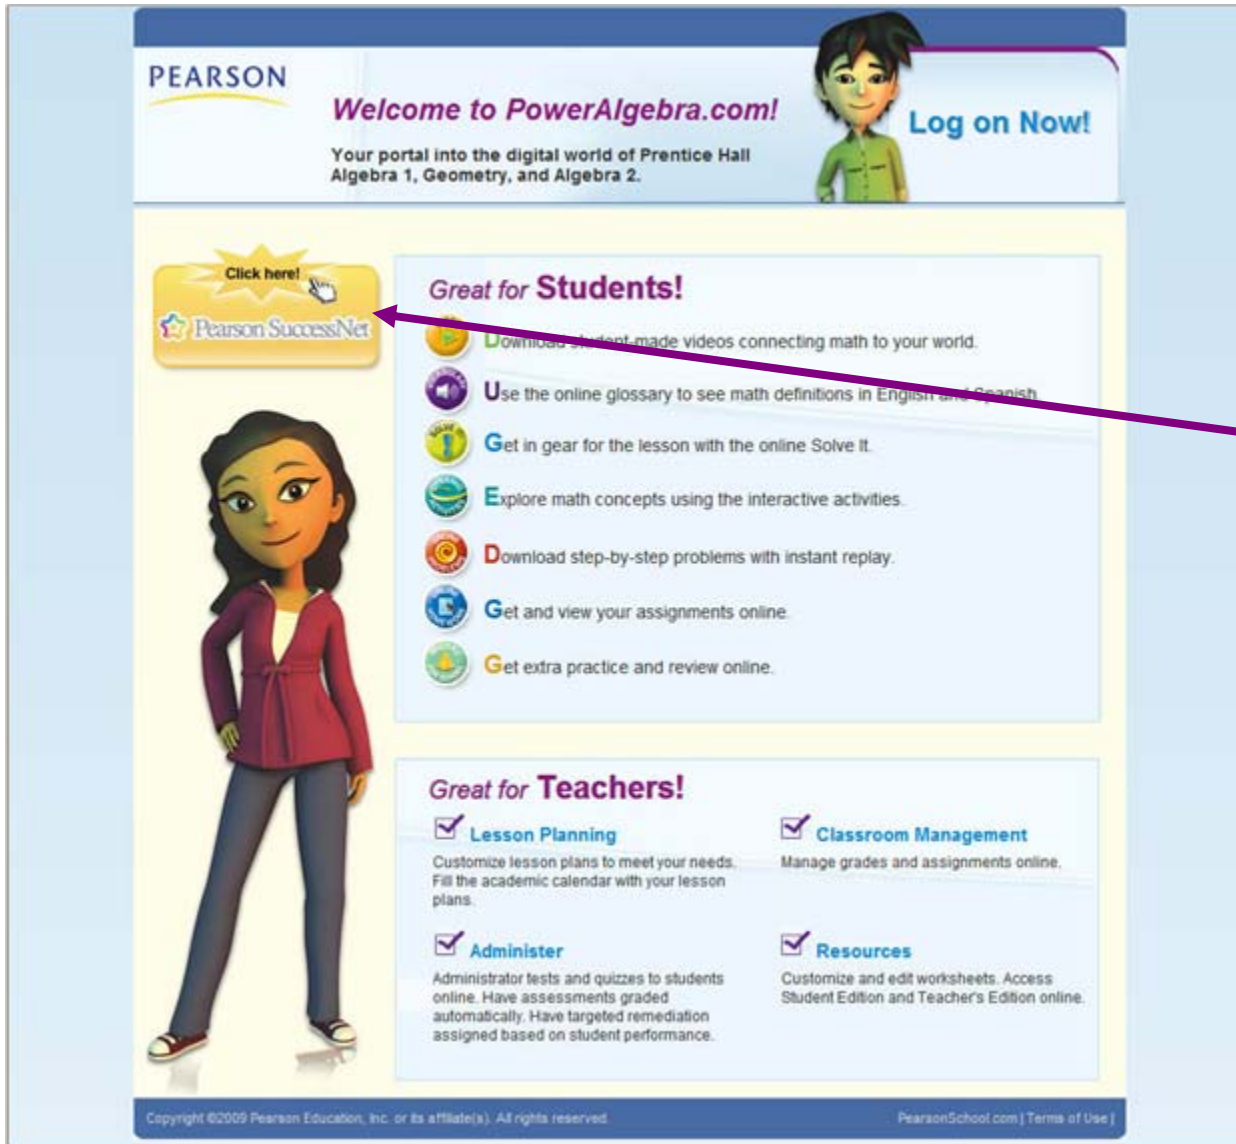 PEARSON
Welcome to PowerAlgebra.com!
Your portal into the digital world of Prentice Hall
Algebra 1, Geometry, and Algebra 2.
Log on Now!
Click here!
Pearson SuccessNet
Great for Students!
Download student-made videos connecting math to your world.
Use the online glossary to see math definitions in English and Spanish.
SOLVE IT
Get in gear for the lesson with the online Solve It.
Explore math concepts using the interactive activities.
Download step-by-step problems with instant replay.
Get and view your assignments online.
Get extra practice and review online.
Great for Teachers!
Lesson Planning
Customize lesson plans to meet your needs.
Fill the academic calendar with your lesson
plans.
Classroom Management
Manage grades and assignments online.
Administer
Administrator tests and quizzes to students
online. Have assessments graded
automatically. Have targeted remediation
assigned based on student performance.
Resources
Customize and edit worksheets. Access
Student Edition and Teacher's Edition online.
Copyright ©2009 Pearson Education, Inc. or its affiliate(s). All rights reserved.
PearsonSchool.com | Terms of Use |